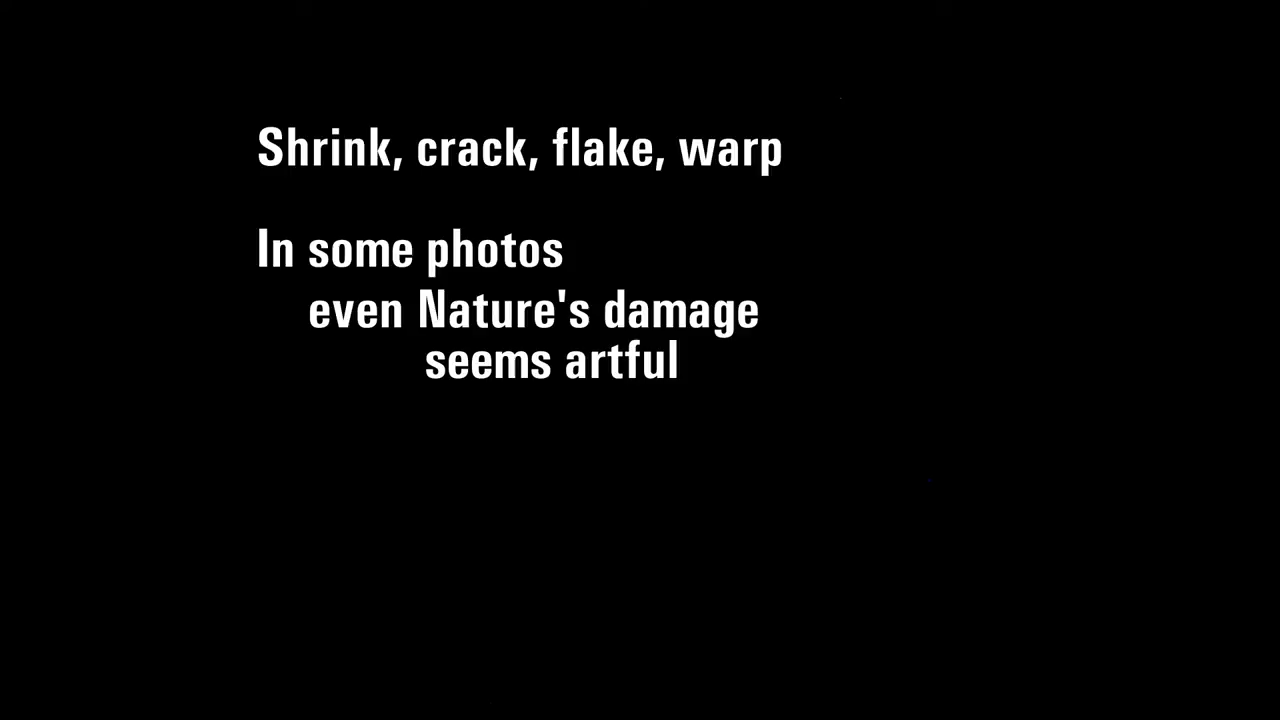 Shrink, crack, flake, warp
In some photos
even Nature's damage
seems artful